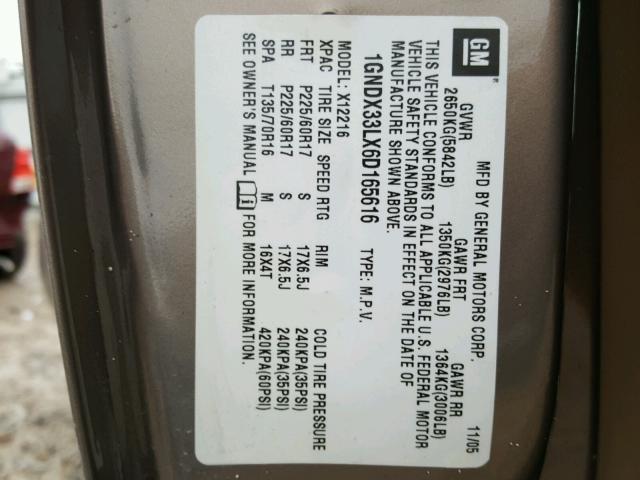 GM
MFD BY GENERAL MOTORS CORP. 11/05
GVWR GAWR FRT GAWR RR
2650KG(5842LB) 1350KG(2976LB) 1364KG(3006LB)
THIS VEHICLE CONFORMS TO ALL APPLICABLE U.S. FEDERAL MOTOR
VEHICLE SAFETY STANDARDS IN EFFECT ON THE DATE OF
MANUFACTURE SHOWN ABOVE.
1GNDX33LX6D165616 TYPE: M.P.V.
MODEL: X12216
XPAC TIRE SIZE SPEED RTG RIM COLD TIRE PRESSURE
FRT P225/60R17 S 17X6.5J 240KPA(35PSI)
RR P225/60R17 S 17X6.5J 240KPA(35PSI)
SPA T135/70R16 M 16X4T 420KPA(60PSI)
SEE OWNER'S MANUAL i FOR MORE INFORMATION.